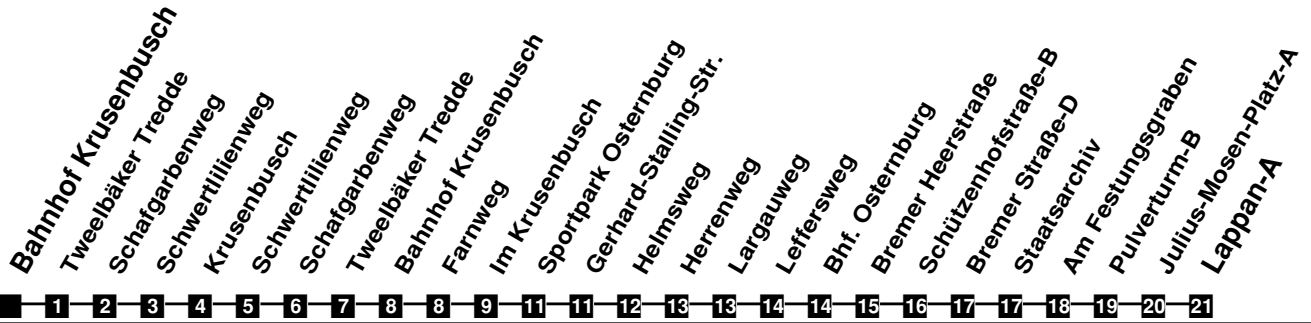 Bahnhof Krusenbusch
Tweelbäker Tredde
Schafgarbenweg
Schwertlilienweg
Krusenbusch
Schwertlilienweg
Schafgarbenweg
Tweelbäker Tredde
Bahnhof Krusenbusch
Farnweg
Im Krusenbusch
Sportpark Osternburg
Gerhard-Stalling-Str.
Helmsweg
Herrenweg
Largauweg
Leffersweg
Bhf. Osternburg
Bremer Heerstraße
Schützenhofstraße-B
Bremer Straße-D
Staatsarchiv
Am Festungsgraben
Pulverturm-B
Julius-Mosen-Platz-A
Lappan-A
1 2 3 4 5 6 7 8 8 9 11 11 12 13 13 14 14 15 16 17 17 18 19 20 21